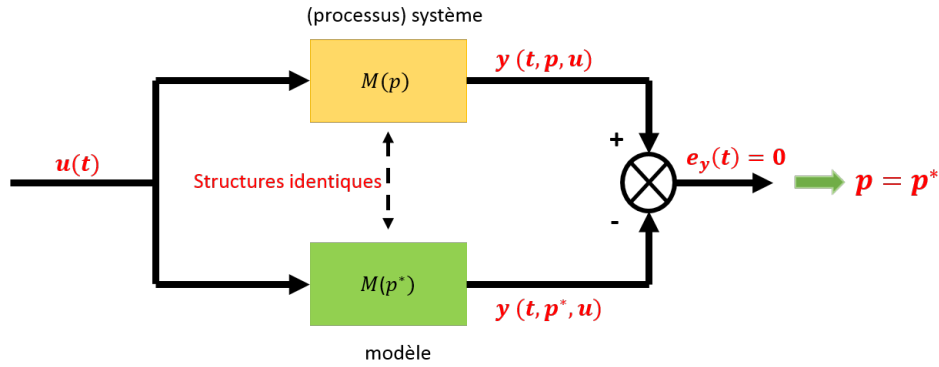 (processus) système
M(p)
y (t, p, u)
u(t)
Structures identiques
+
-
e_y(t) = 0
p = p*
M(p*)
y (t, p*, u)
modèle